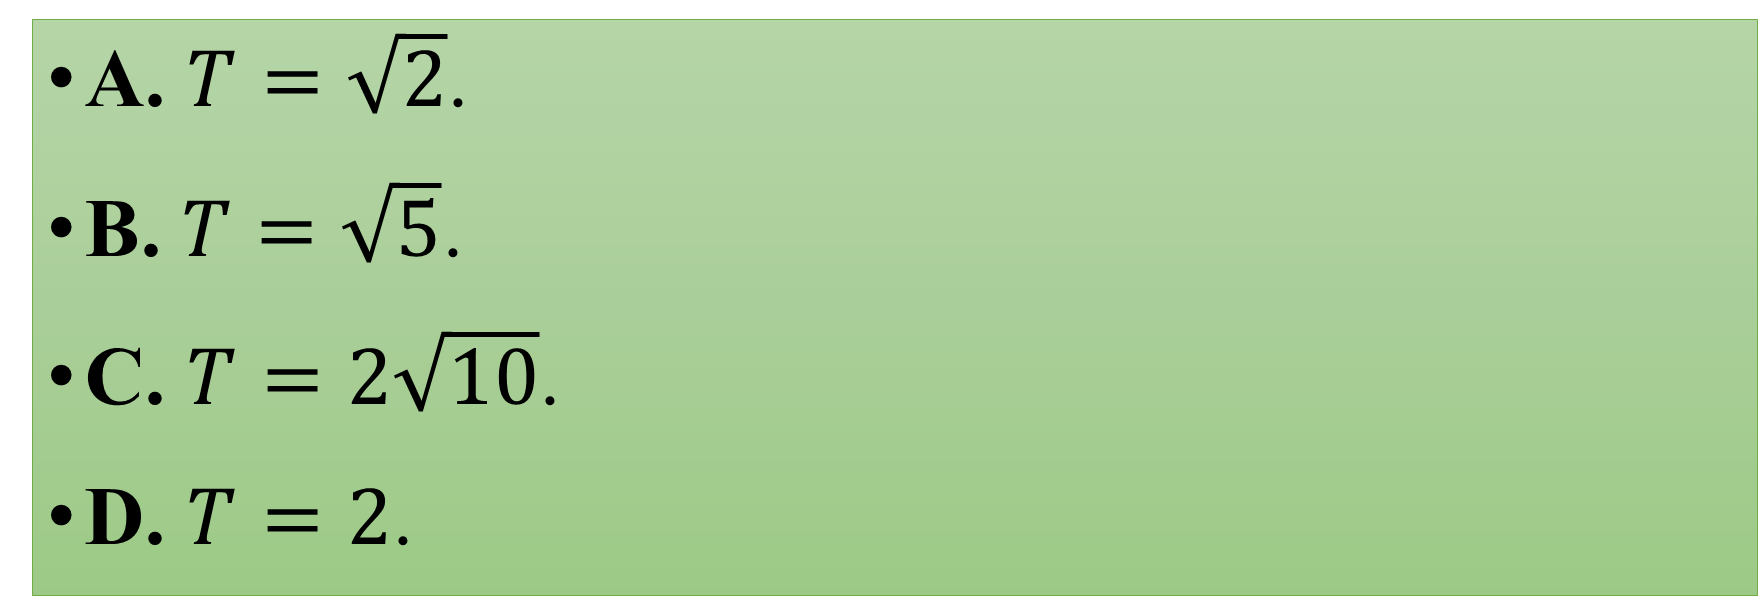 • A. T = √2.
• B. T = √5.
• C. T = 2√10.
• D. T = 2.